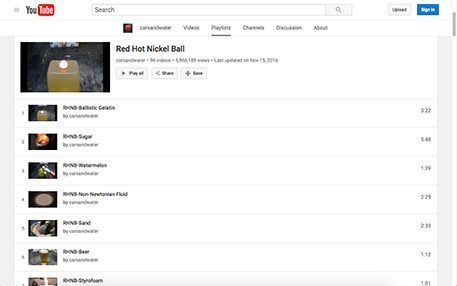 YouTube
Search
Upload
Sign in
carsandwater Videos Playlists Channels Discussion About
Red Hot Nickel Ball
carsandwater • 96 videos • 5,966,189 views • Last updated on Nov 15, 2016
Play all Share Save
1 RHNB-Ballistic Gelatin 3:22
by carsandwater
2 RHNB-Sugar 5:48
by carsandwater
3 RHNB-Watermelon 1:39
by carsandwater
4 RHNB-Non-Newtonian Fluid 2:29
by carsandwater
5 RHNB-Sand 2:33
by carsandwater
6 RHNB-Beer 1:12
by carsandwater
RHNB-Styrofoam 1:01